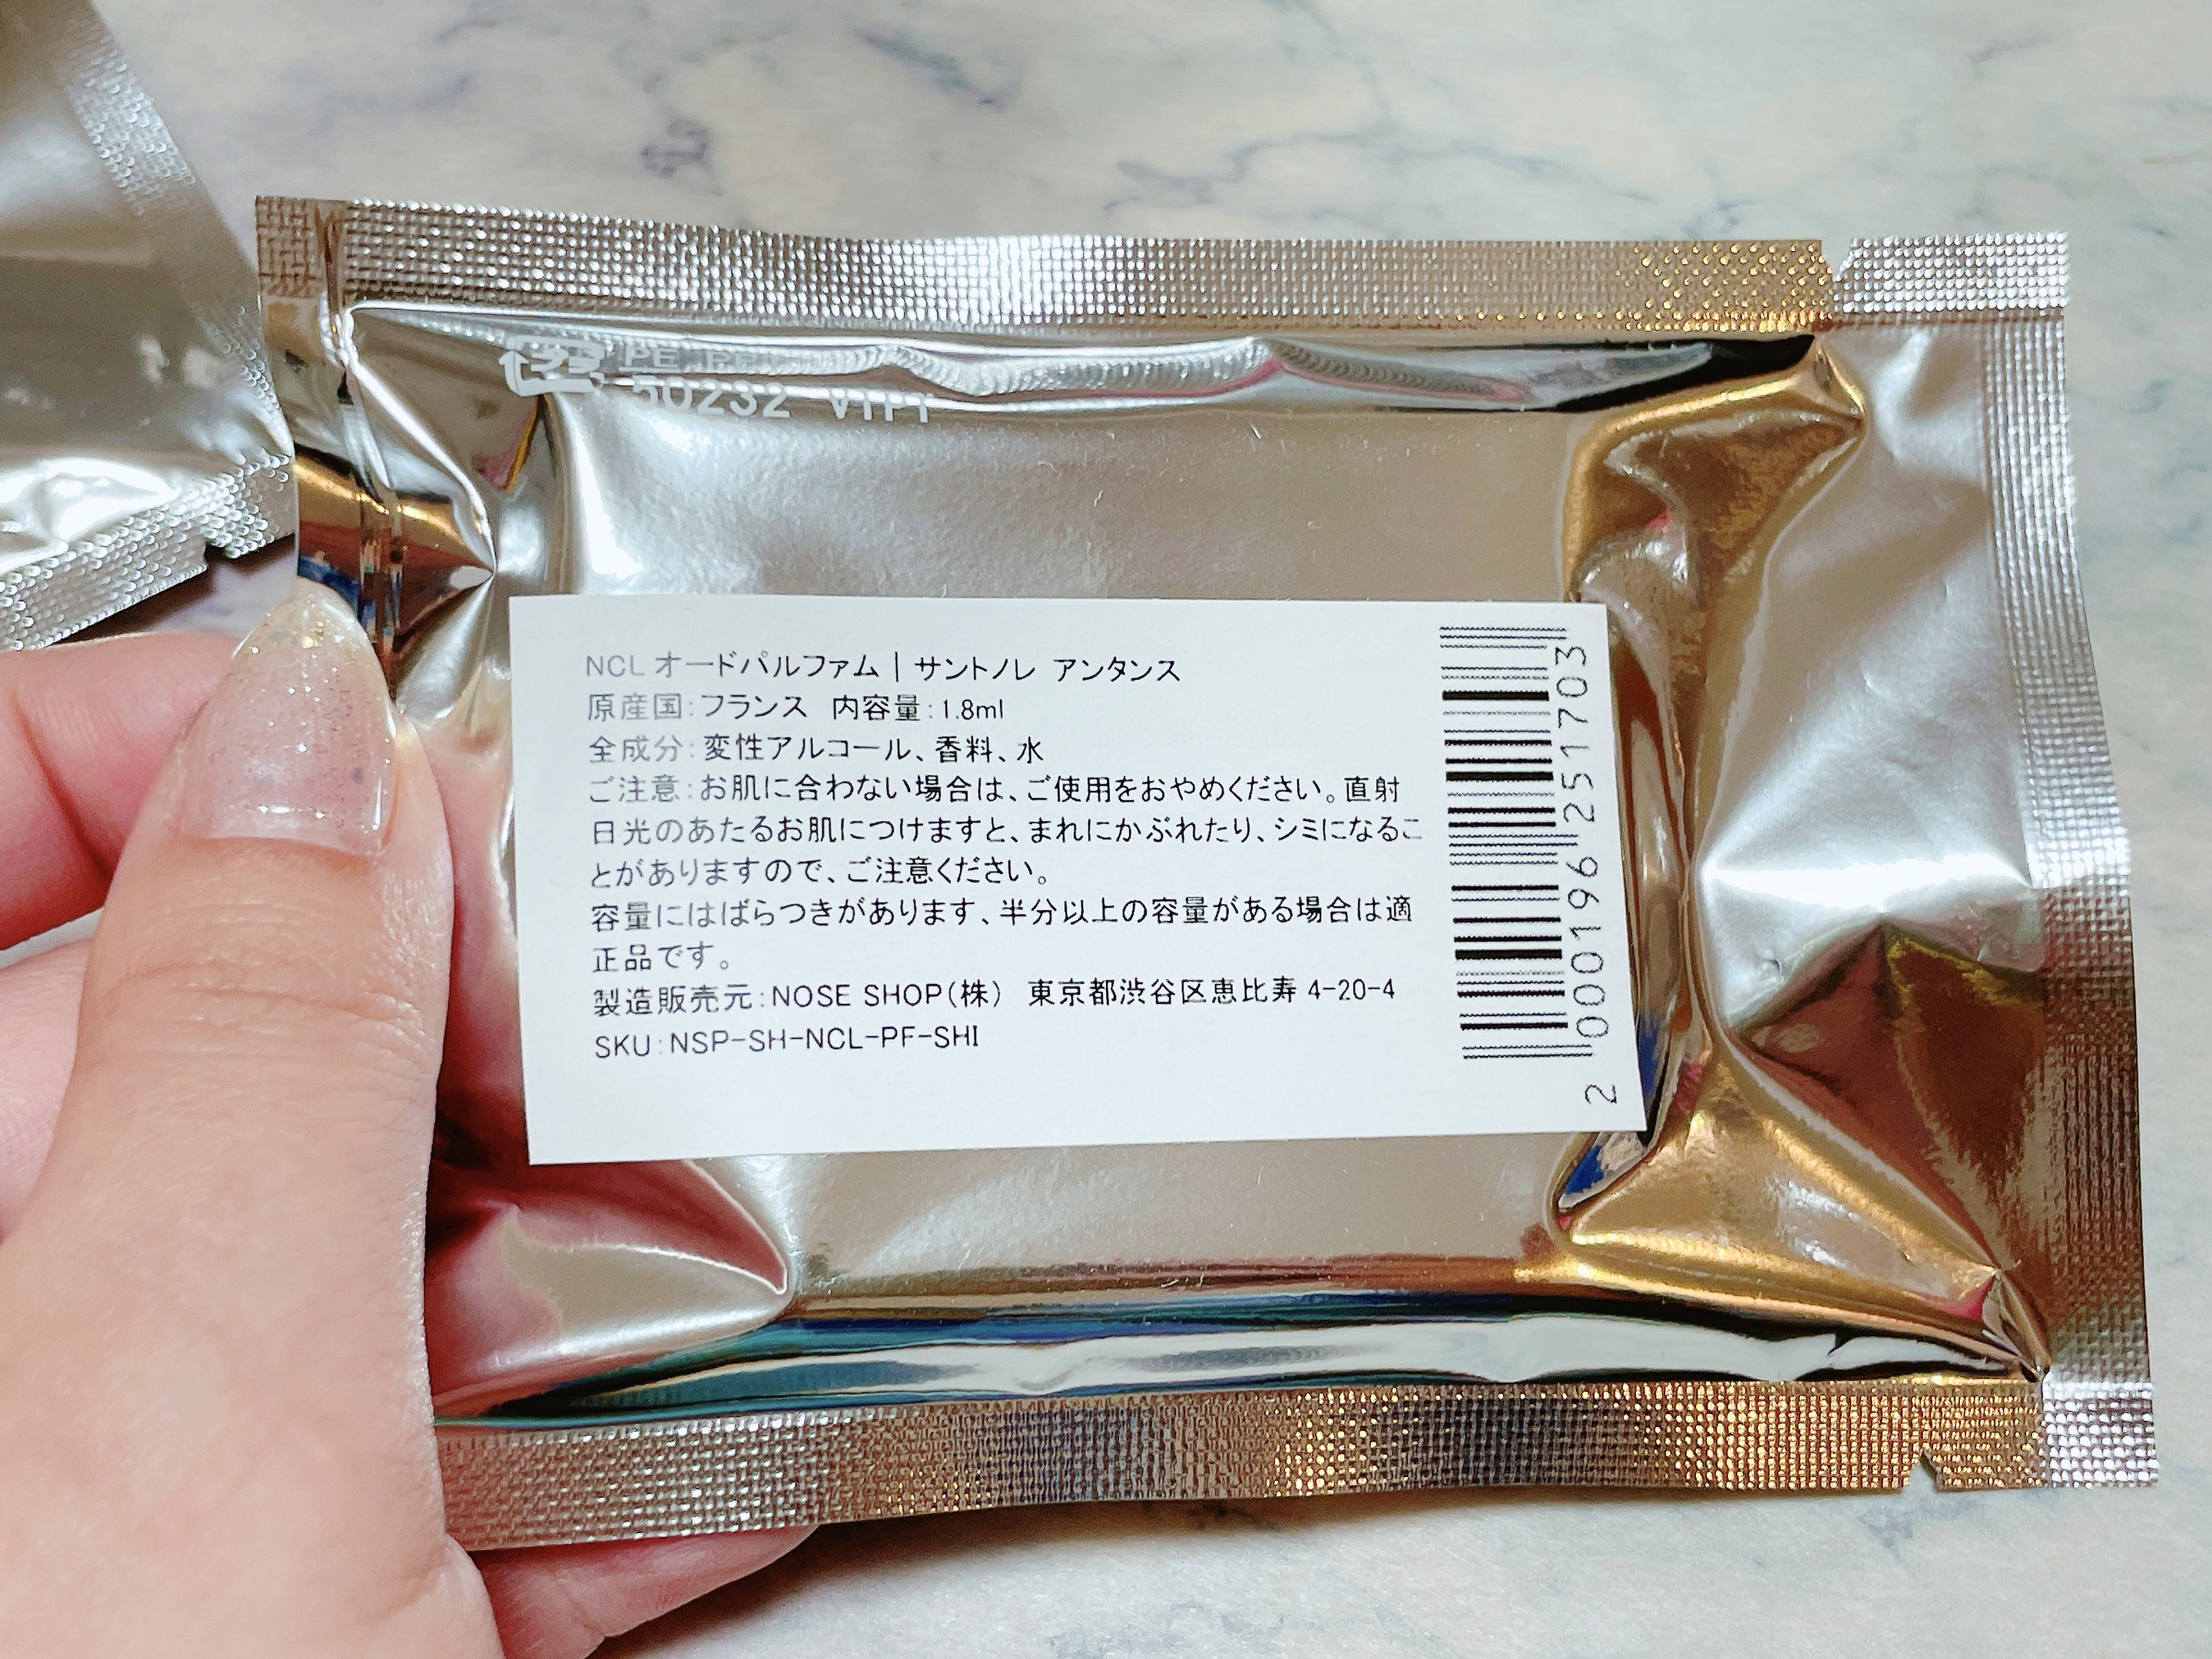 プラ PE
50232
NCL オードパルファム | サントノレ アンタンス
原産国:フランス 内容量:1.8ml
全成分:変性アルコール、香料、水
ご注意:お肌に合わない場合は、ご使用をおやめください。直射
日光のあたるお肌につけますと、まれにかぶれたり、シミになるこ
とがありますので、ご注意ください。
容量にはばらつきがあります、半分以上の容量がある場合は適
正品です。
製造販売元:NOSE SHOP(株) 東京都渋谷区恵比寿 4-20-4
SKU:NSP-SH-NCL-PF-SHI
2 000196 251703